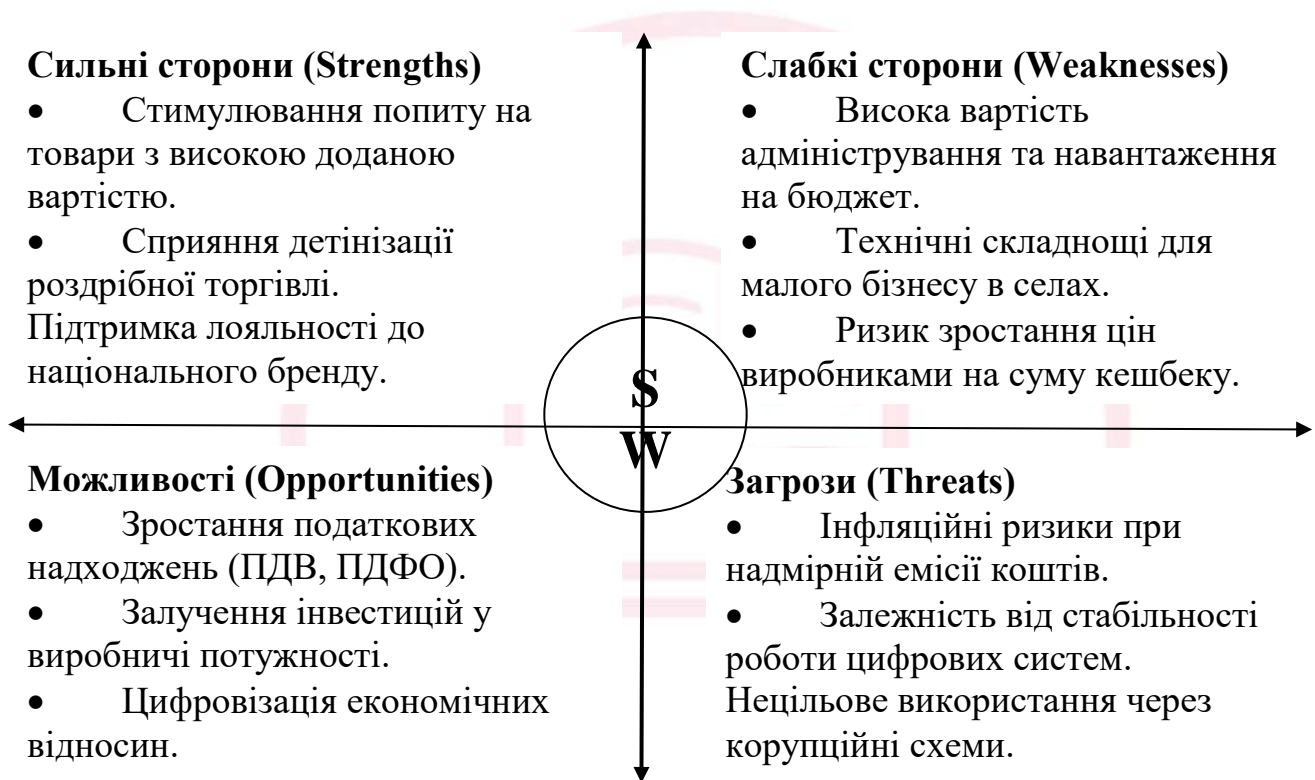 Сильні сторони (Strengths)
• Стимулювання попиту на
товари з високою доданою
вартістю.
• Сприяння детінізації
роздрібної торгівлі.
Підтримка лояльності до
національного бренду.
Слабкі сторони (Weaknesses)
• Висока вартість
адміністрування та навантаження
на бюджет.
• Технічні складнощі для
малого бізнесу в селах.
• Ризик зростання цін
виробниками на суму кешбеку.
S
W
Можливості (Opportunities)
• Зростання податкових
надходжень (ПДВ, ПДФО).
• Залучення інвестицій у
виробничі потужності.
• Цифровізація економічних
відносин.
Загрози (Threats)
• Інфляційні ризики при
надмірній емісії коштів.
• Залежність від стабільності
роботи цифрових систем.
Нецільове використання через
корупційні схеми.